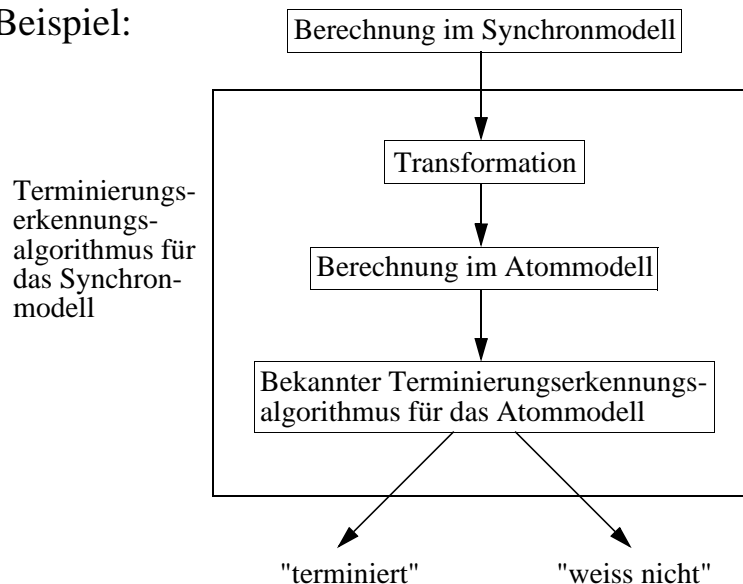 Beispiel:
Berechnung im Synchronmodell
Transformation
Terminierungs-
erkennungs-
algorithmus für
das Synchron-
modell
Berechnung im Atommodell
Bekannter Terminierungserkennungs-
algorithmus für das Atommodell
"terminiert"
"weiss nicht"